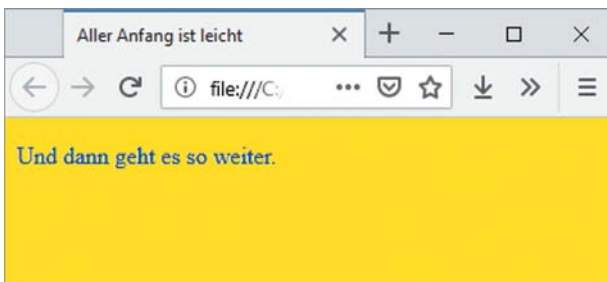 Aller Anfang ist leicht
file:///C:/
Und dann geht es so weiter.